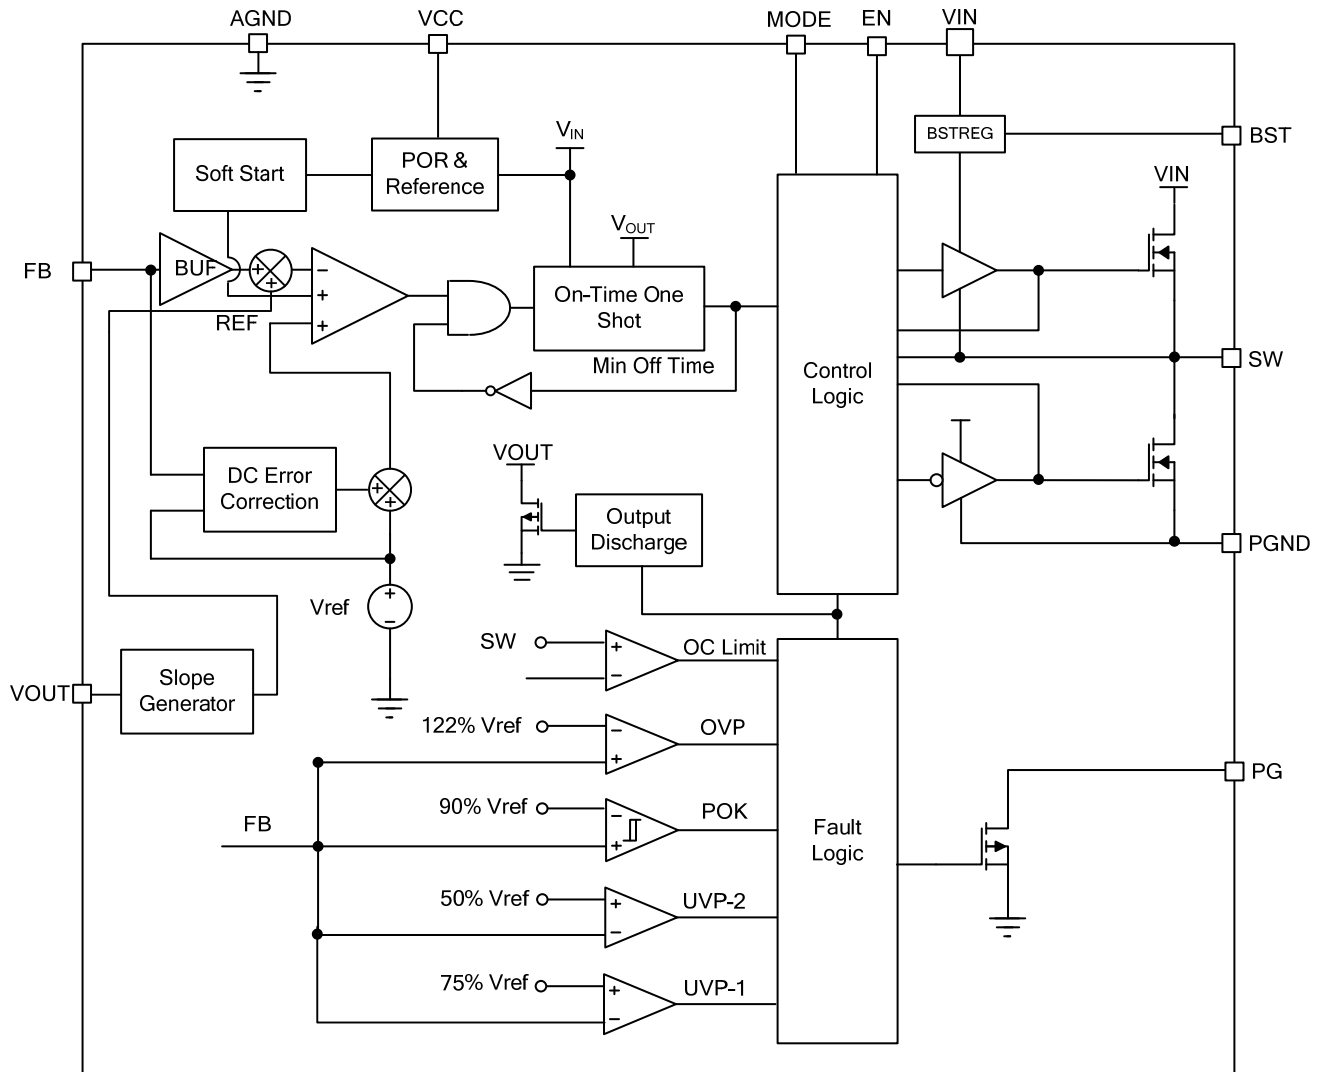 AGND
VCC
MODE
EN
VIN
BSTREG
BST
VIN
Soft Start
POR &
Reference
VIN
VOUT
FB
BUF
+
+
−
+
+
REF
On-Time One
Shot
Min Off Time
Control
Logic
SW
DC Error
Correction
+
+
VOUT
Output
Discharge
PGND
Vref
+
−
VOUT
Slope
Generator
SW
+
−
OC Limit
122% Vref
−
+
OVP
90% Vref
−
+
POK
FB
Fault
Logic
PG
50% Vref
+
−
UVP-2
75% Vref
+
−
UVP-1